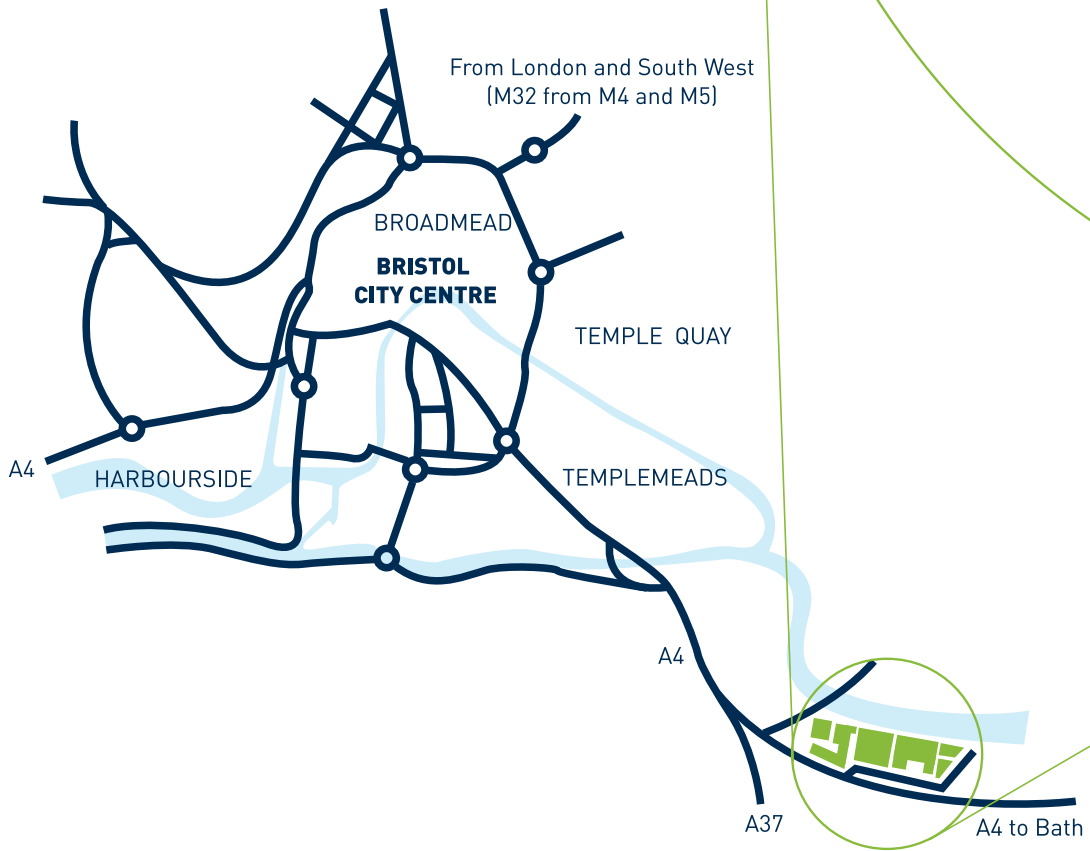 From London and South West
(M32 from M4 and M5)
BROADMEAD
BRISTOL
CITY CENTRE
TEMPLE QUAY
A4
HARBOURSIDE
TEMPLEMEADS
A4
A37
A4 to Bath